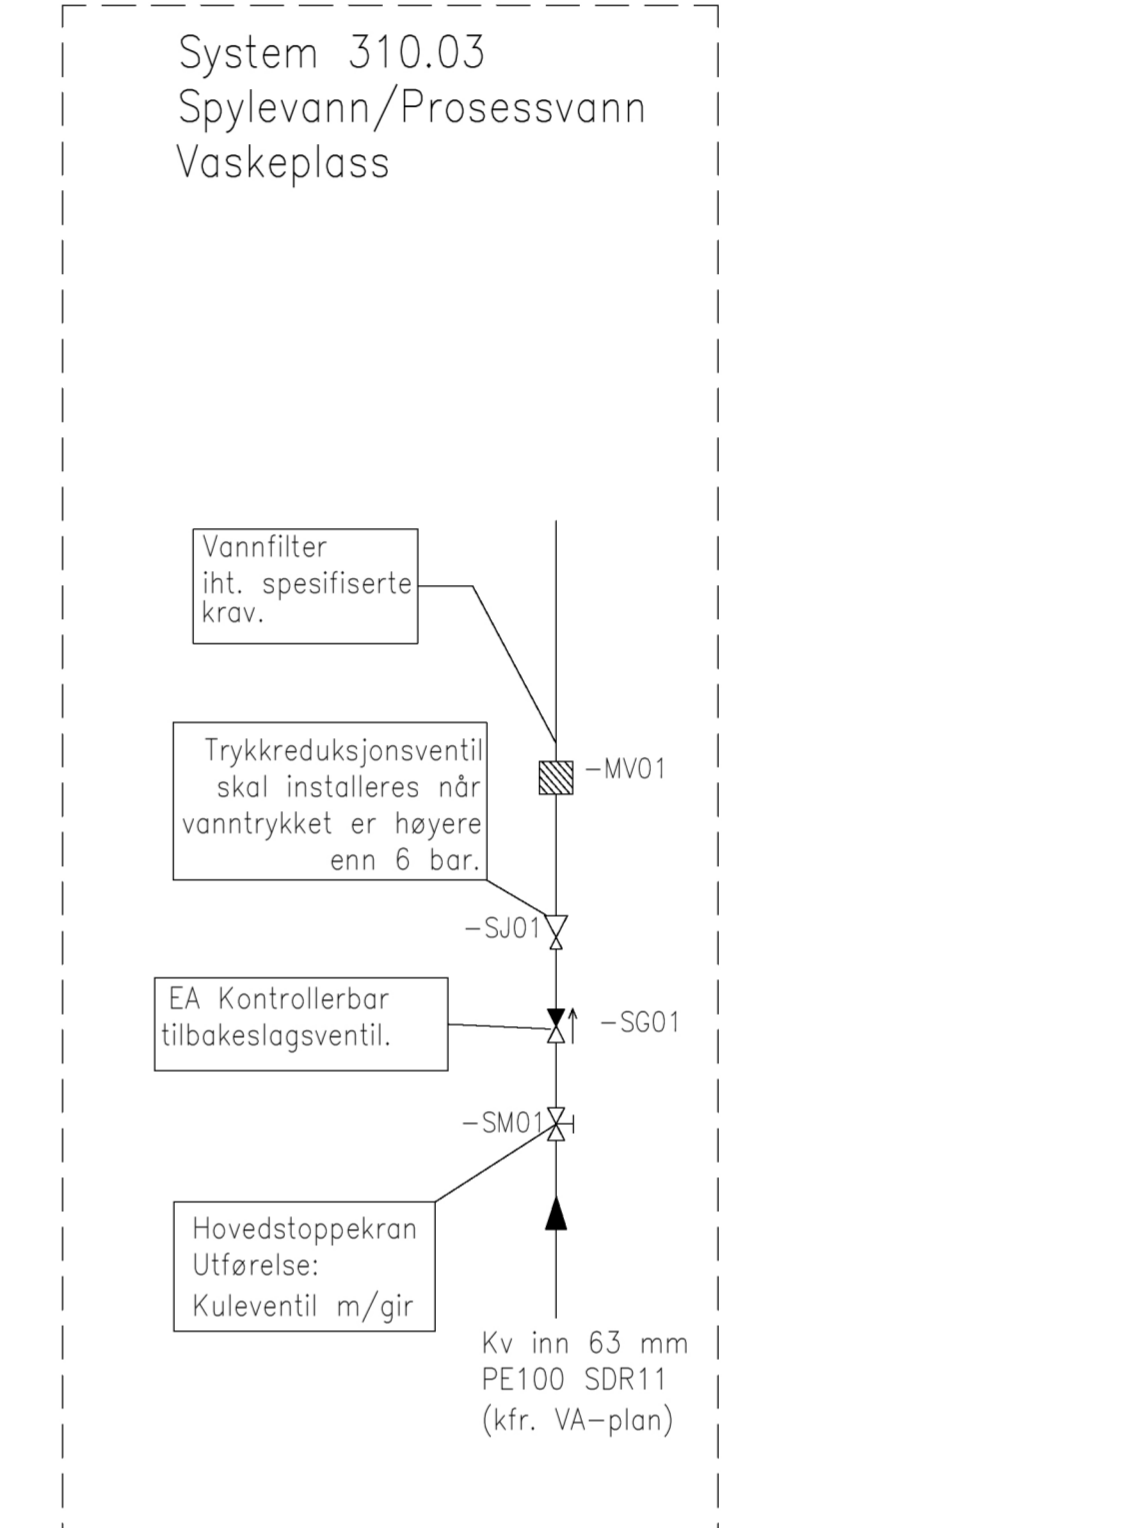 System 310.03
Spylevann/Prosessvann
Vaskeplass
Vannfilter
iht. spesifiserte
krav.
Trykkreduksjonsventil
skal installeres når
vanntrykket er høyere
enn 6 bar.
-MV01
-SJ01
EA Kontrollerbar
tilbakeslagsventil.
-SG01
-SM01
Hovedstoppekran
Utførelse:
Kuleventil m/gir
Kv inn 63 mm
PE100 SDR11
(kfr. VA-plan)